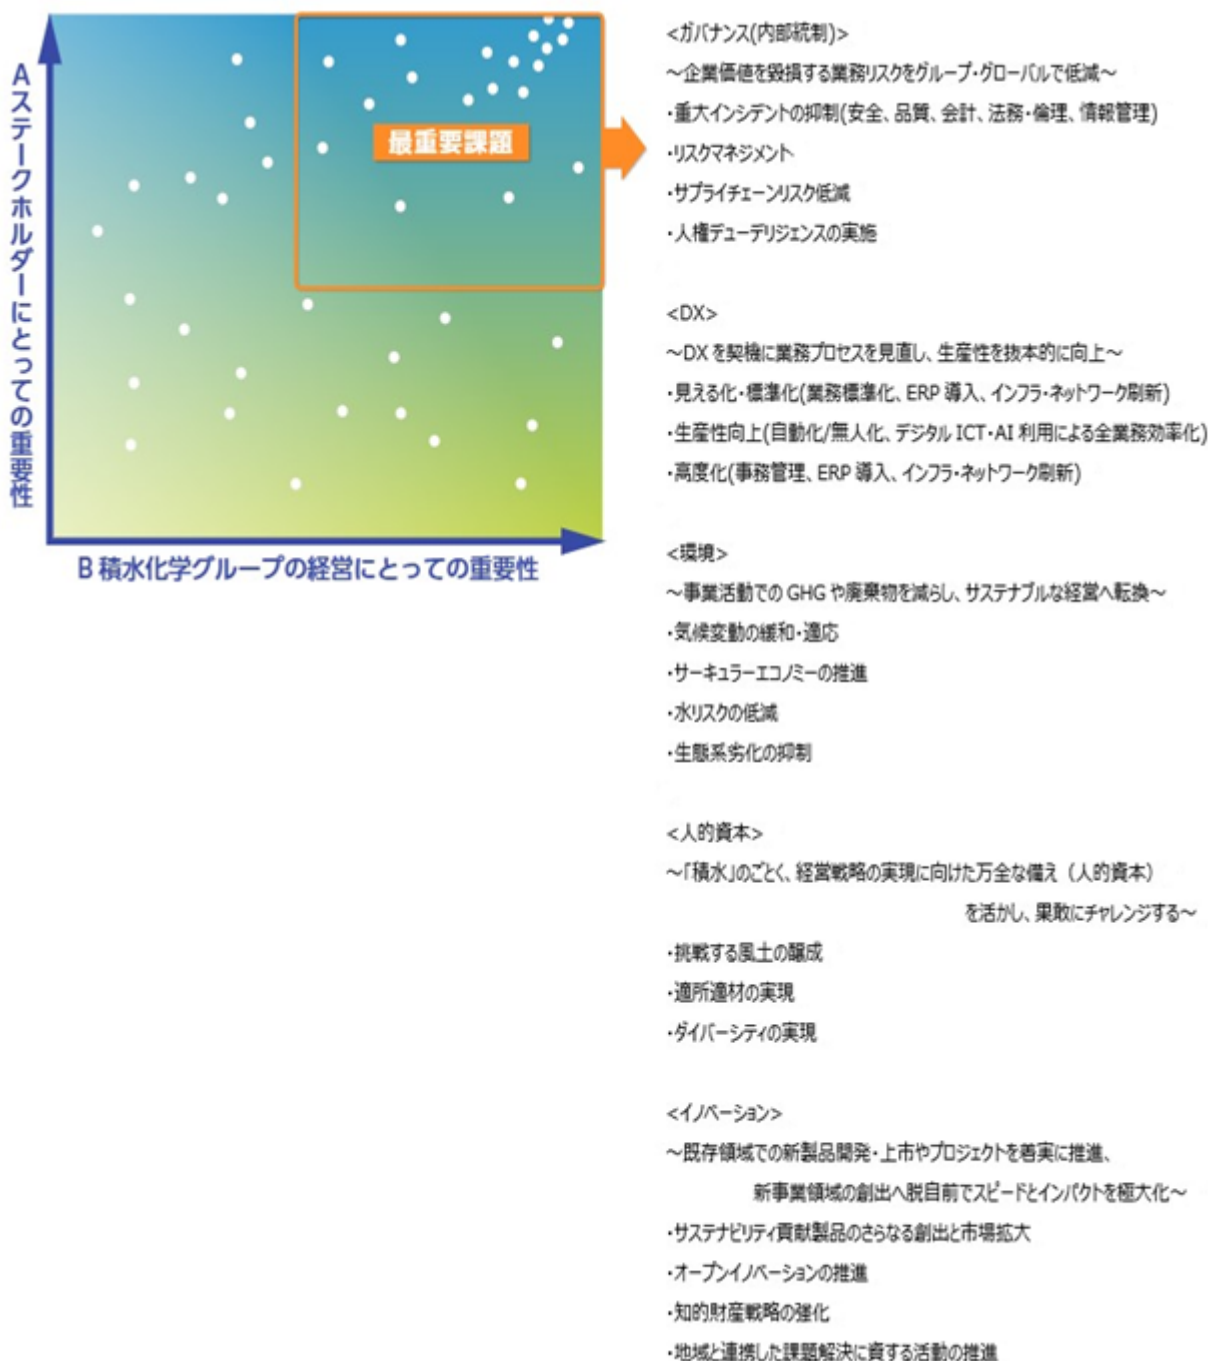 Aステークホルダーにとっての重要性
最重要課題
B 積水化学グループの経営にとっての重要性
<ガバナンス(内部統制)>
～企業価値を毀損する業務リスクをグループ・グローバルで低減～
・重大インシデントの抑制(安全、品質、会計、法務・倫理、情報管理)
・リスクマネジメント
・サプライチェーンリスク低減
・人権デューデリジェンスの実施
<DX>
～DX を契機に業務プロセスを見直し、生産性を抜本的に向上～
・見える化・標準化(業務標準化、ERP 導入、インフラ・ネットワーク刷新)
・生産性向上(自動化/無人化、デジタル ICT・AI 利用による全業務効率化)
・高度化(事務管理、ERP 導入、インフラ・ネットワーク刷新)
<環境>
～事業活動での GHG や廃棄物を減らし、サステナブルな経営へ転換～
・気候変動の緩和・適応
・サーキュラーエコノミーの推進
・水リスクの低減
・生態系劣化の抑制
<人的資本>
～「積水」のごとく、経営戦略の実現に向けた万全な備え（人的資本）
を活かし、果敢にチャレンジする～
・挑戦する風土の醸成
・適所適材の実現
・ダイバーシティの実現
<イノベーション>
～既存領域での新製品開発・上市やプロジェクトを着実に推進、
新事業領域の創出へ脱自前でスピードとインパクトを極大化～
・サステナビリティ貢献製品のさらなる創出と市場拡大
・オープンイノベーションの推進
・知的財産戦略の強化
・地域と連携した課題解決に資する活動の推進